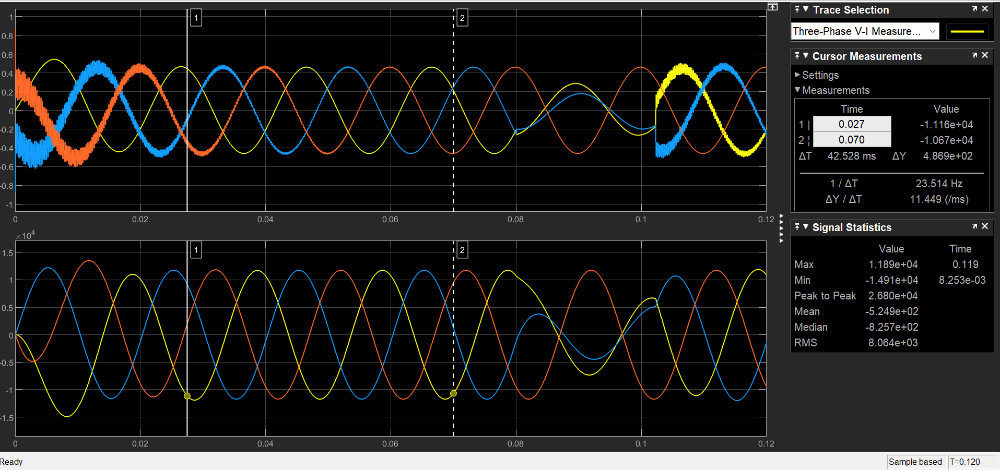 1
0.8
0.6
0.4
0.2
0
-0.2
-0.4
-0.6
-0.8
-1
1
2
0 0.02 0.04 0.06 0.08 0.1 0.12
×10⁴
1.5
1
0.5
0
-0.5
-1
-1.5
1
2
0 0.02 0.04 0.06 0.08 0.1 0.12
Trace Selection
Three-Phase V-I Measure...
Cursor Measurements
Settings
Measurements
Time Value
1 | 0.027 -1.116e+04
2 ¦ 0.070 -1.067e+04
ΔT 42.528 ms ΔY 4.869e+02
1 / ΔT 23.514 Hz
ΔY / ΔT 11.449 (/ms)
Signal Statistics
Value Time
Max 1.189e+04 0.119
Min -1.491e+04 8.253e-03
Peak to Peak 2.680e+04
Mean -5.249e+02
Median -8.257e+02
RMS 8.064e+03
Ready Sample based T=0.120